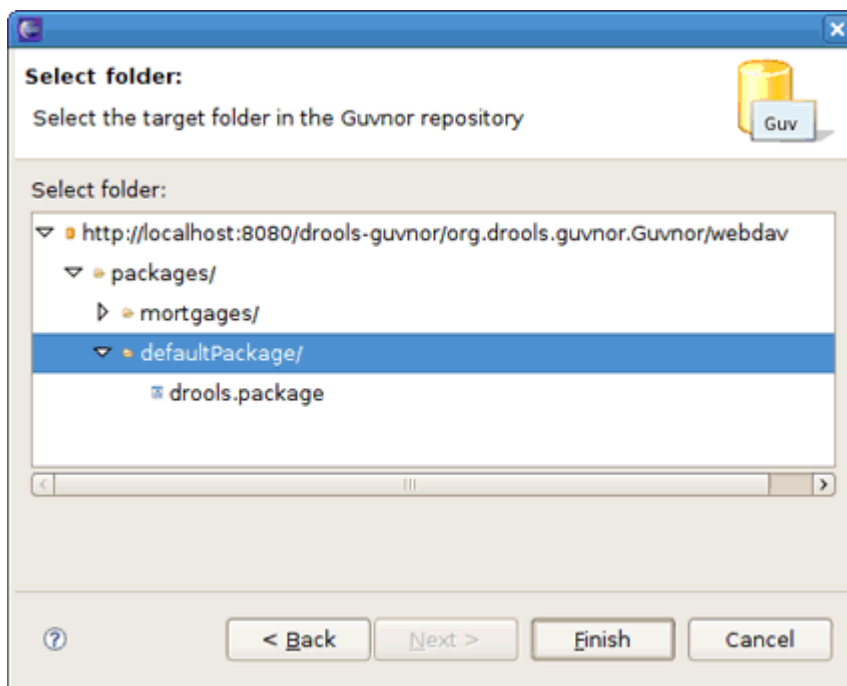 Select folder:
Select the target folder in the Guvnor repository
Guv
Select folder:
http://localhost:8080/drools-guvnor/org.drools.guvnor.Guvnor/webdav
packages/
mortgages/
defaultPackage/
drools.package
< Back Next > Finish Cancel